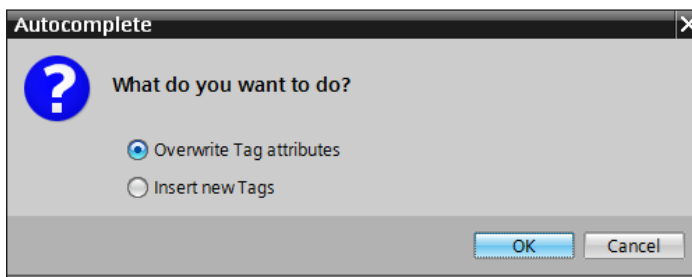 Autocomplete
What do you want to do?
Overwrite Tag attributes
Insert new Tags
OK Cancel